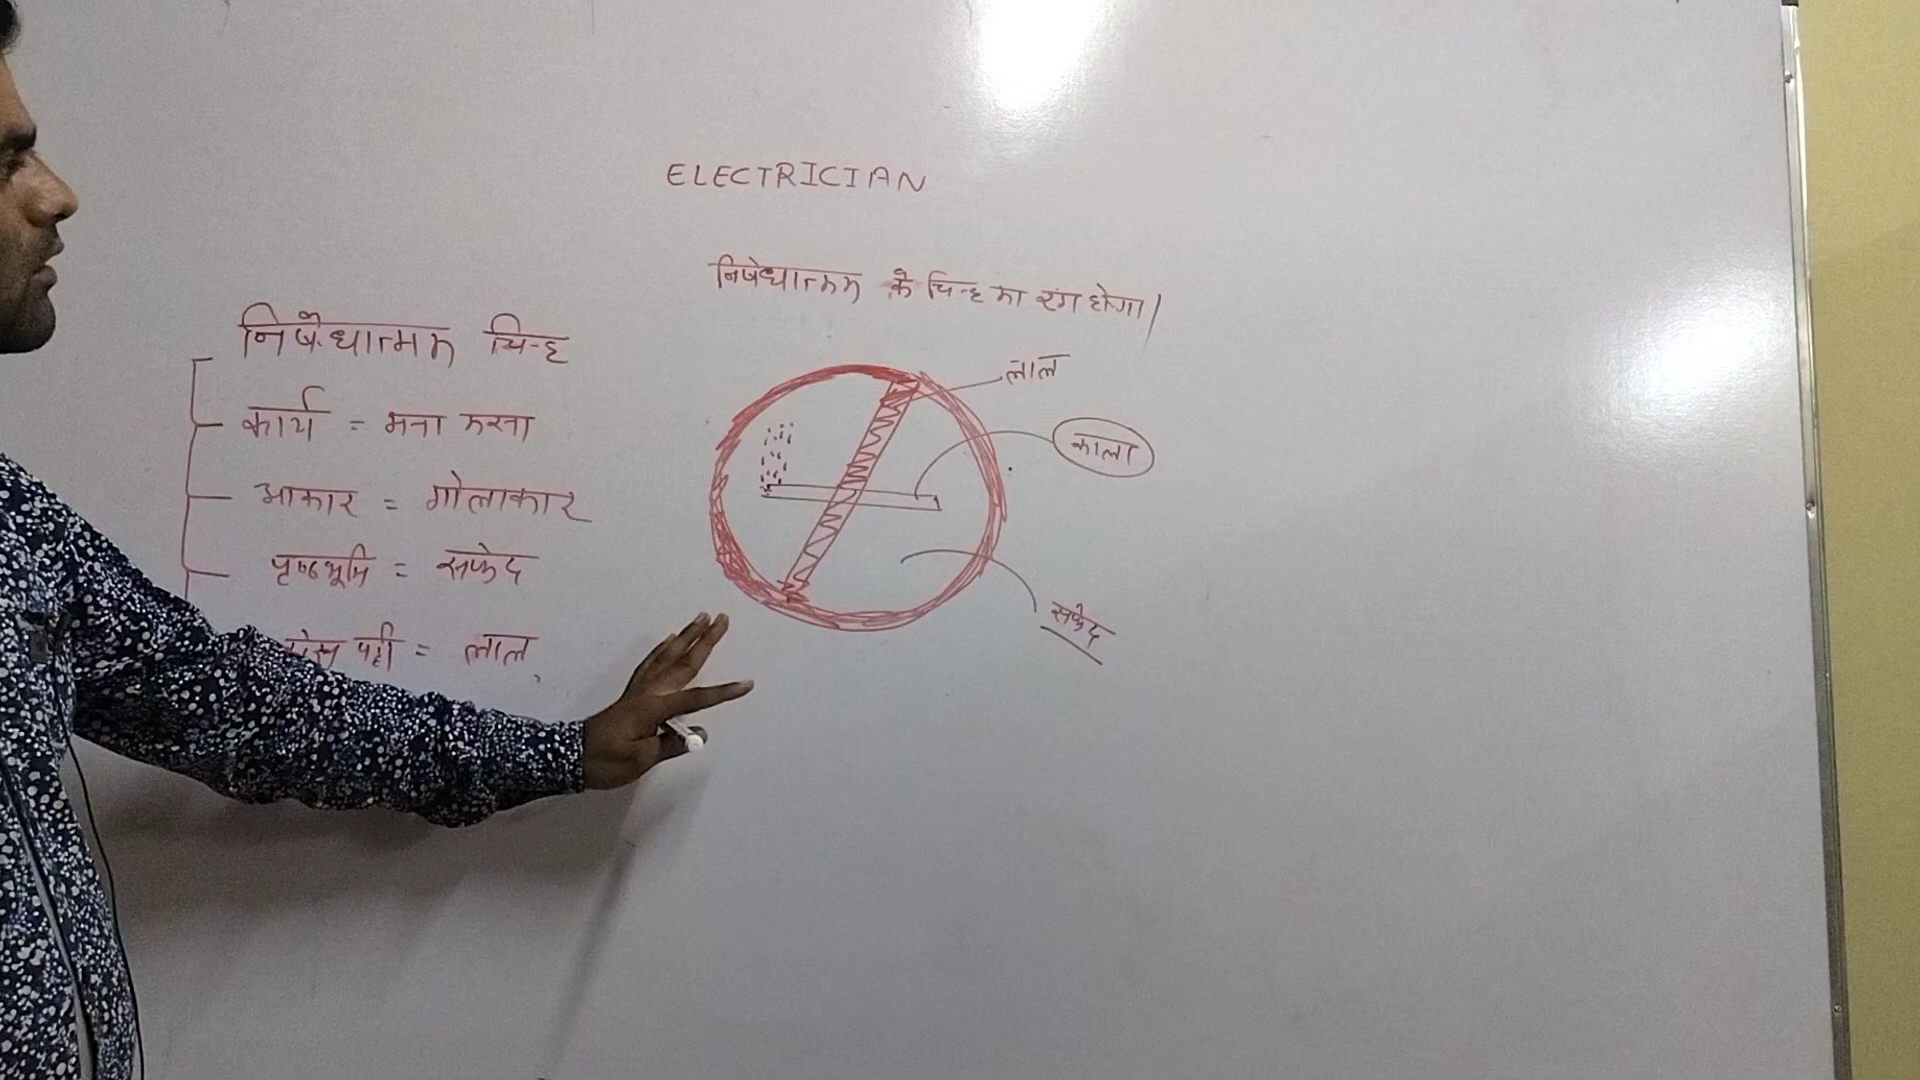 ELECTRICIAN
निषेधात्मक के चिन्ह का रंग होगा।
निषेधात्मक चिन्ह
कार्य = मना करना
आकार = गोलाकार
पृष्ठभूमि = सफेद
पट्टी = लाल
लाल
काला
सफेद